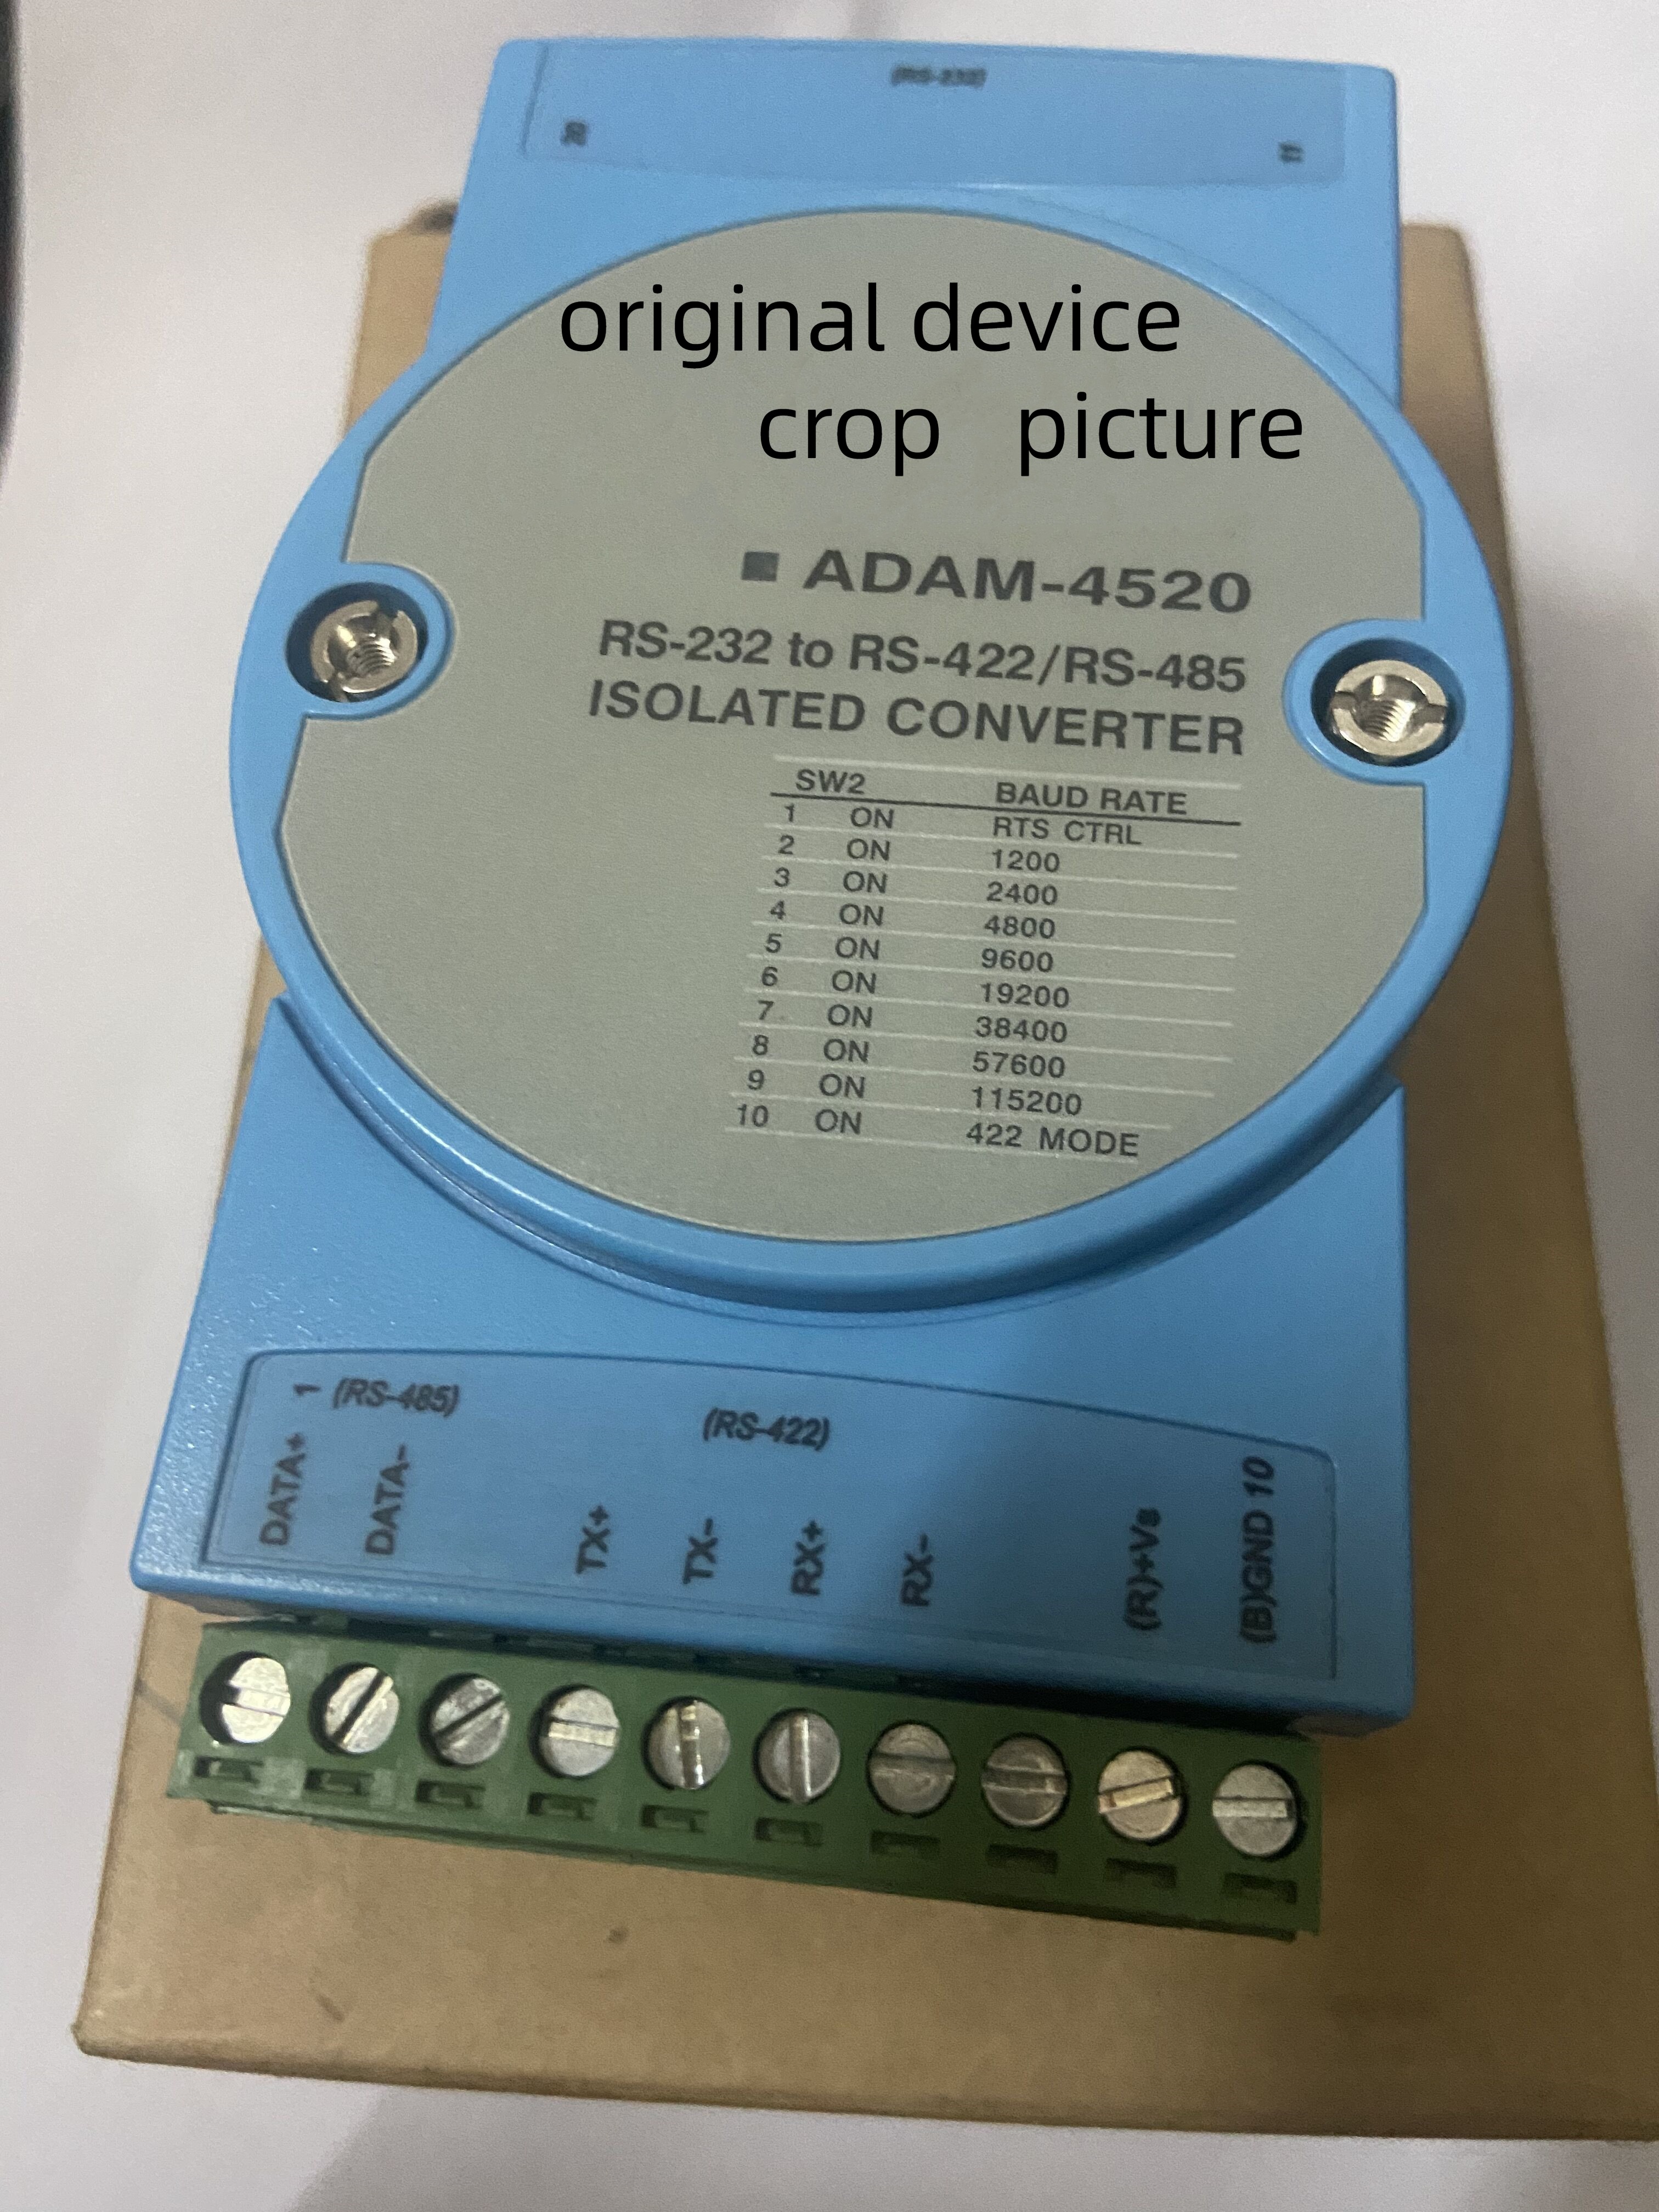 (RS-232)
20
11
original device
crop picture
■ ADAM-4520
RS-232 to RS-422/RS-485
ISOLATED CONVERTER
SW2 BAUD RATE
1 ON RTS CTRL
2 ON 1200
3 ON 2400
4 ON 4800
5 ON 9600
6 ON 19200
7 ON 38400
8 ON 57600
9 ON 115200
10 ON 422 MODE
1 (RS-485)
(RS-422)
DATA+
DATA-
TX+
TX-
RX+
RX-
(R)+Vs
(B)GND 10